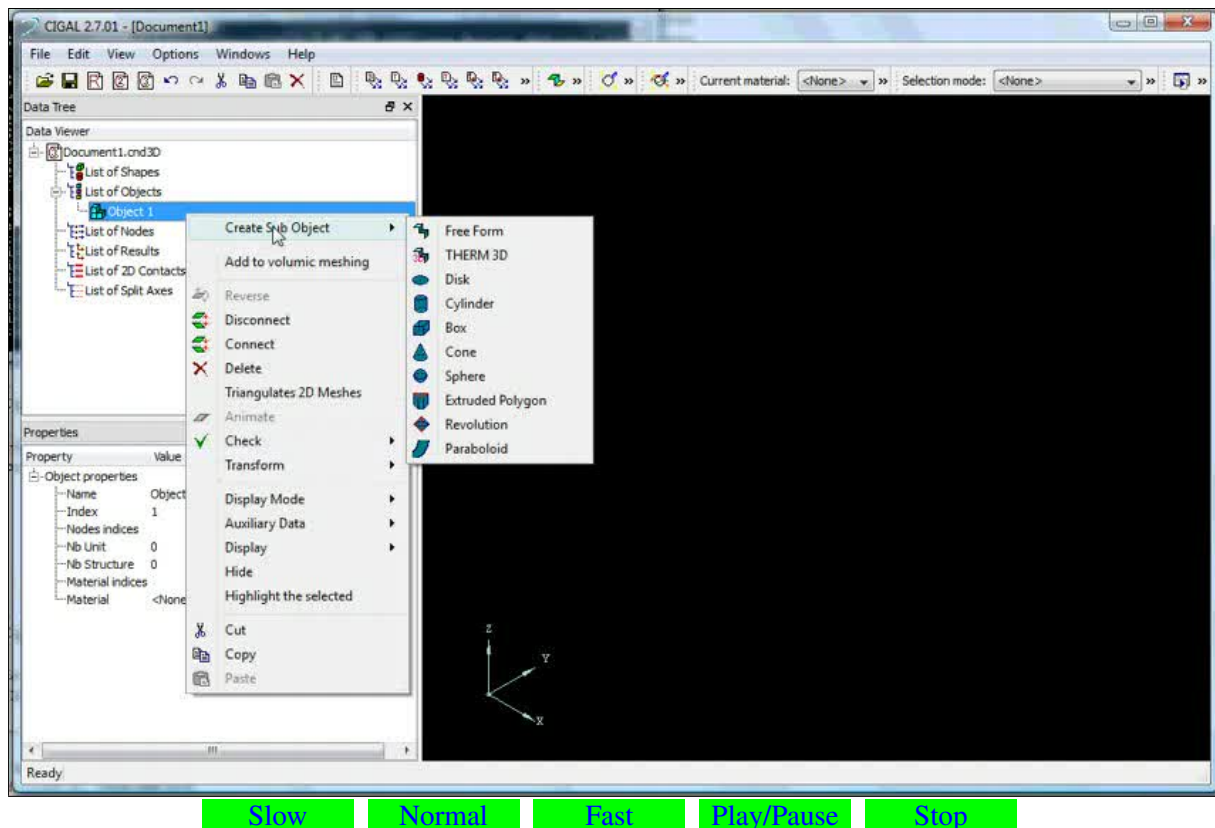 CIGAL 2.7.01 - [Document1]
File Edit View Options Windows Help
Current material: <None> Selection mode: <None>
Data Tree
Data Viewer
Document1.cnd3D
List of Shapes
List of Objects
Object 1
List of Nodes
List of Results
List of 2D Contacts
List of Split Axes
Create Sub Object
Add to volumic meshing
Reverse
Disconnect
Connect
Delete
Triangulates 2D Meshes
Animate
Check
Transform
Display Mode
Auxiliary Data
Display
Hide
Highlight the selected
Cut
Copy
Paste
Free Form
THERM 3D
Disk
Cylinder
Box
Cone
Sphere
Extruded Polygon
Revolution
Paraboloid
Properties
Property Value
Object properties
Name Object
Index 1
Nodes indices
Nb Unit 0
Nb Structure 0
Material indices
Material <None
Z
Y
X
Ready
Slow Normal Fast Play/Pause Stop